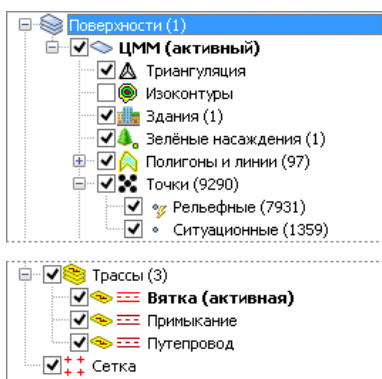 Поверхности (1)
ЦММ (активный)
Триангуляция
Изоконтуры
Здания (1)
Зелёные насаждения (1)
Полигоны и линии (97)
Точки (9290)
Рельефные (7931)
Ситуационные (1359)
Трассы (3)
Вятка (активная)
Примыкание
Путепровод
Сетка